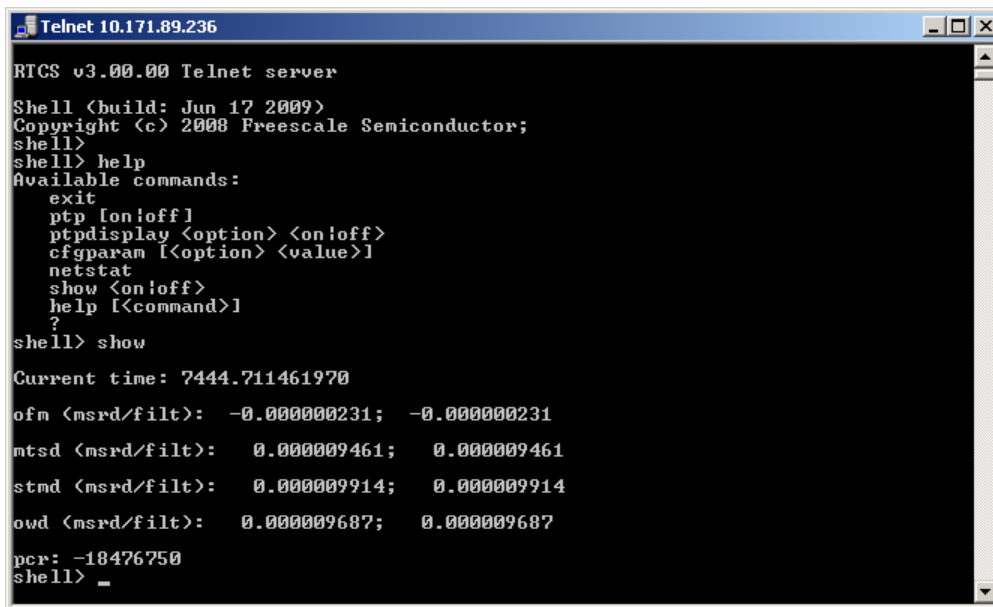 Telnet 10.171.89.236
RTCS v3.00.00 Telnet server
Shell (build: Jun 17 2009)
Copyright (c) 2008 Freescale Semiconductor;
shell>
shell> help
Available commands:
exit
ptp [on|off]
ptpdisplay <option> <on|off>
cfgparam [<option> <value>]
netstat
show <on|off>
help [<command>]
?
shell> show
Current time: 7444.711461970
ofm (msrd/filt): -0.000000231; -0.000000231
mtsd (msrd/filt): 0.000009461; 0.000009461
stmd (msrd/filt): 0.000009914; 0.000009914
owd (msrd/filt): 0.000009687; 0.000009687
pcr: -18476750
shell> _